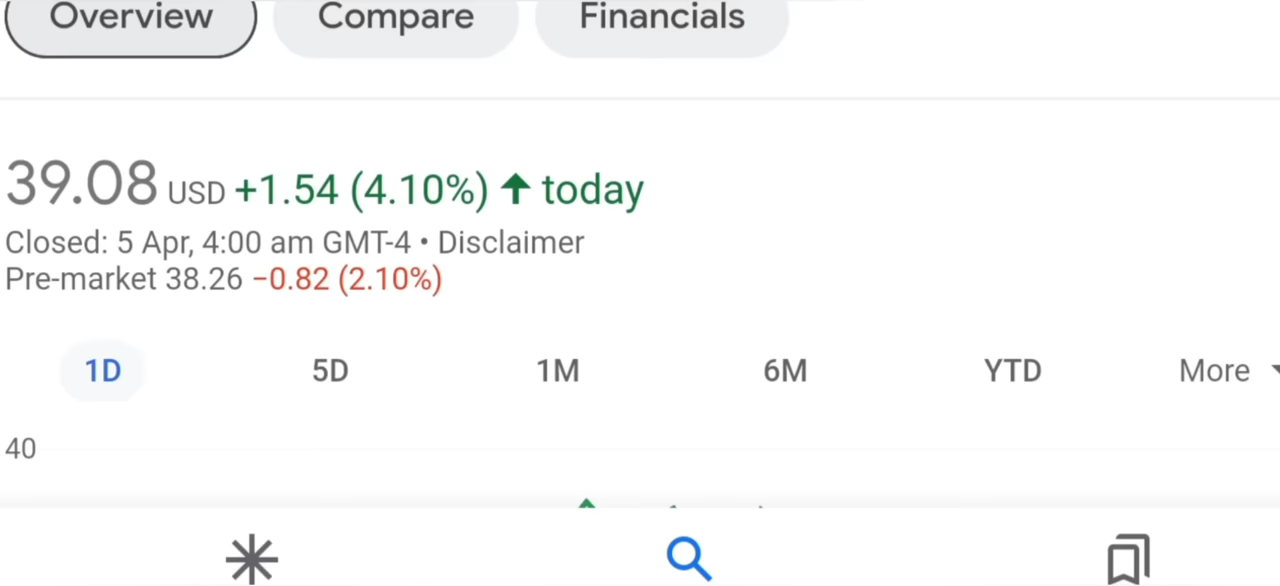 Overview Compare Financials
39.08 USD +1.54 (4.10%) ↑ today
Closed: 5 Apr, 4:00 am GMT-4 • Disclaimer
Pre-market 38.26 −0.82 (2.10%)
1D 5D 1M 6M YTD More
40